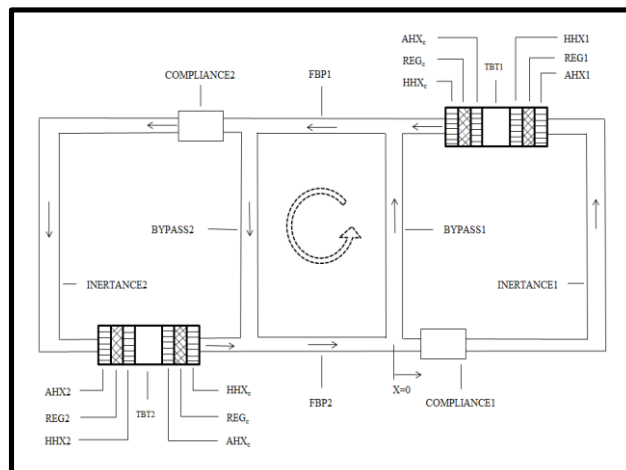 AHXc
HHX1
REGc
TBT1
REG1
HHXc
AHX1
COMPLIANCE2
FBP1
BYPASS2
BYPASS1
INERTANCE2
INERTANCE1
AHX2
HHXc
REG2
TBT2
REGc
HHX2
AHXc
FBP2
X=0
COMPLIANCE1